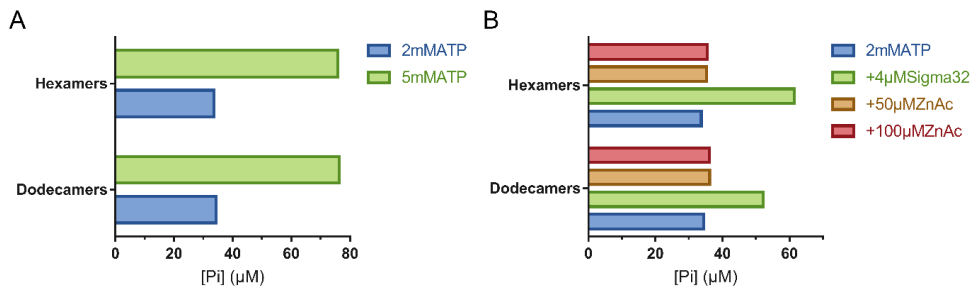 A
Hexamers
Dodecamers
0 20 40 60 80
[Pi] (µM)
2mMATP
5mMATP
B
Hexamers
Dodecamers
0 20 40 60
[Pi] (µM)
2mMATP
+4µMSigma32
+50µMZnAc
+100µMZnAc